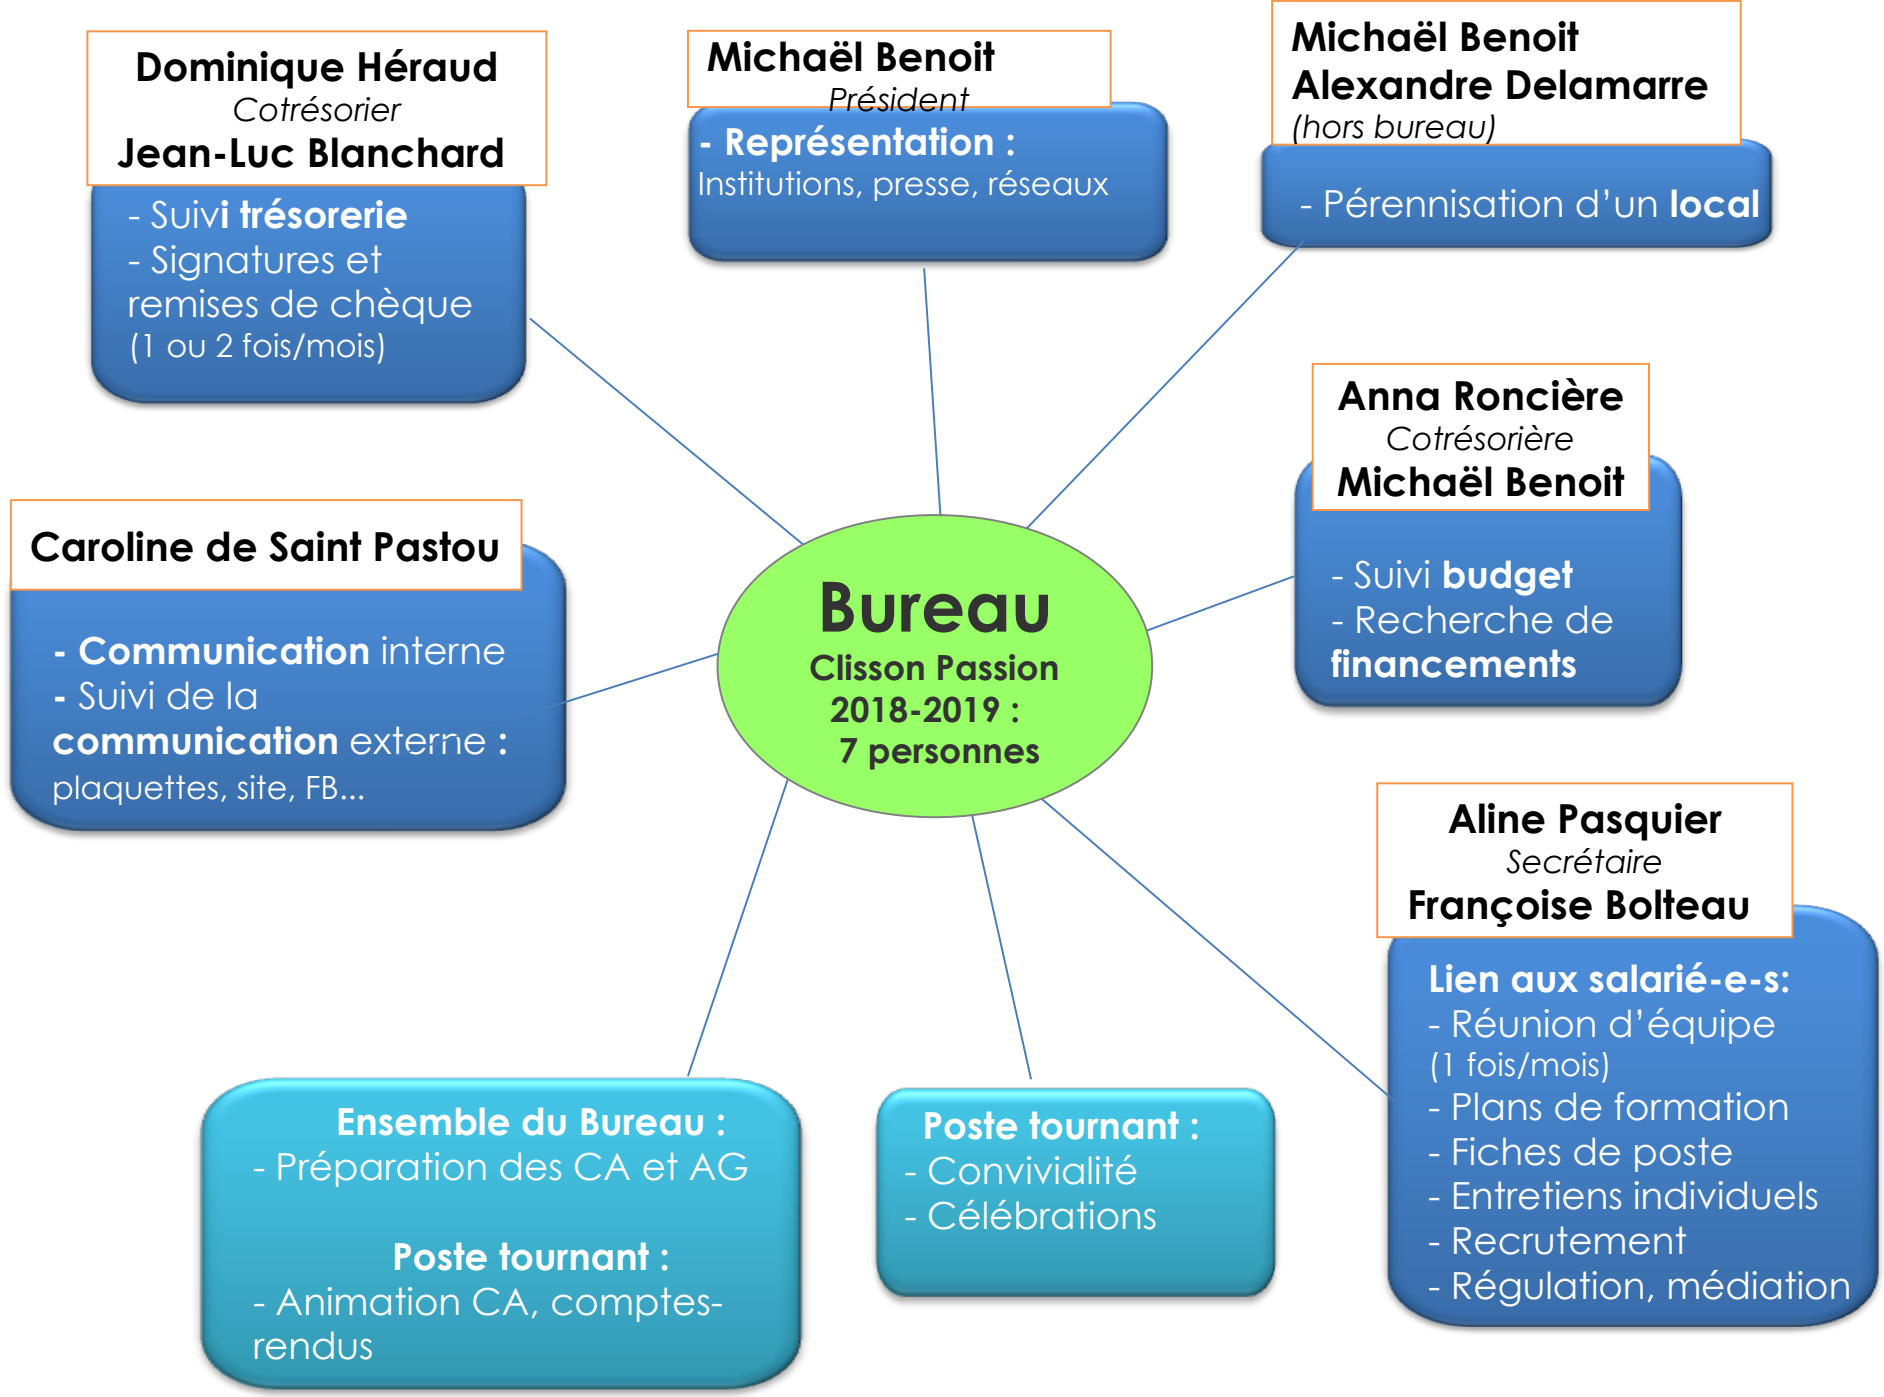 Dominique Héraud
Cotrésorier
Jean-Luc Blanchard
- Suivi trésorerie
- Signatures et
remises de chèque
(1 ou 2 fois/mois)
Michaël Benoit
Président
- Représentation :
Institutions, presse, réseaux
Michaël Benoit
Alexandre Delamarre
(hors bureau)
- Pérennisation d’un local
Anna Roncière
Cotrésorière
Michaël Benoit
- Suivi budget
- Recherche de
financements
Caroline de Saint Pastou
- Communication interne
- Suivi de la
communication externe :
plaquettes, site, FB...
Bureau
Clisson Passion
2018-2019 :
7 personnes
Aline Pasquier
Secrétaire
Françoise Bolteau
Lien aux salarié-e-s:
- Réunion d’équipe
(1 fois/mois)
- Plans de formation
- Fiches de poste
- Entretiens individuels
- Recrutement
- Régulation, médiation
Ensemble du Bureau :
- Préparation des CA et AG
Poste tournant :
- Animation CA, comptes-
rendus
Poste tournant :
- Convivialité
- Célébrations